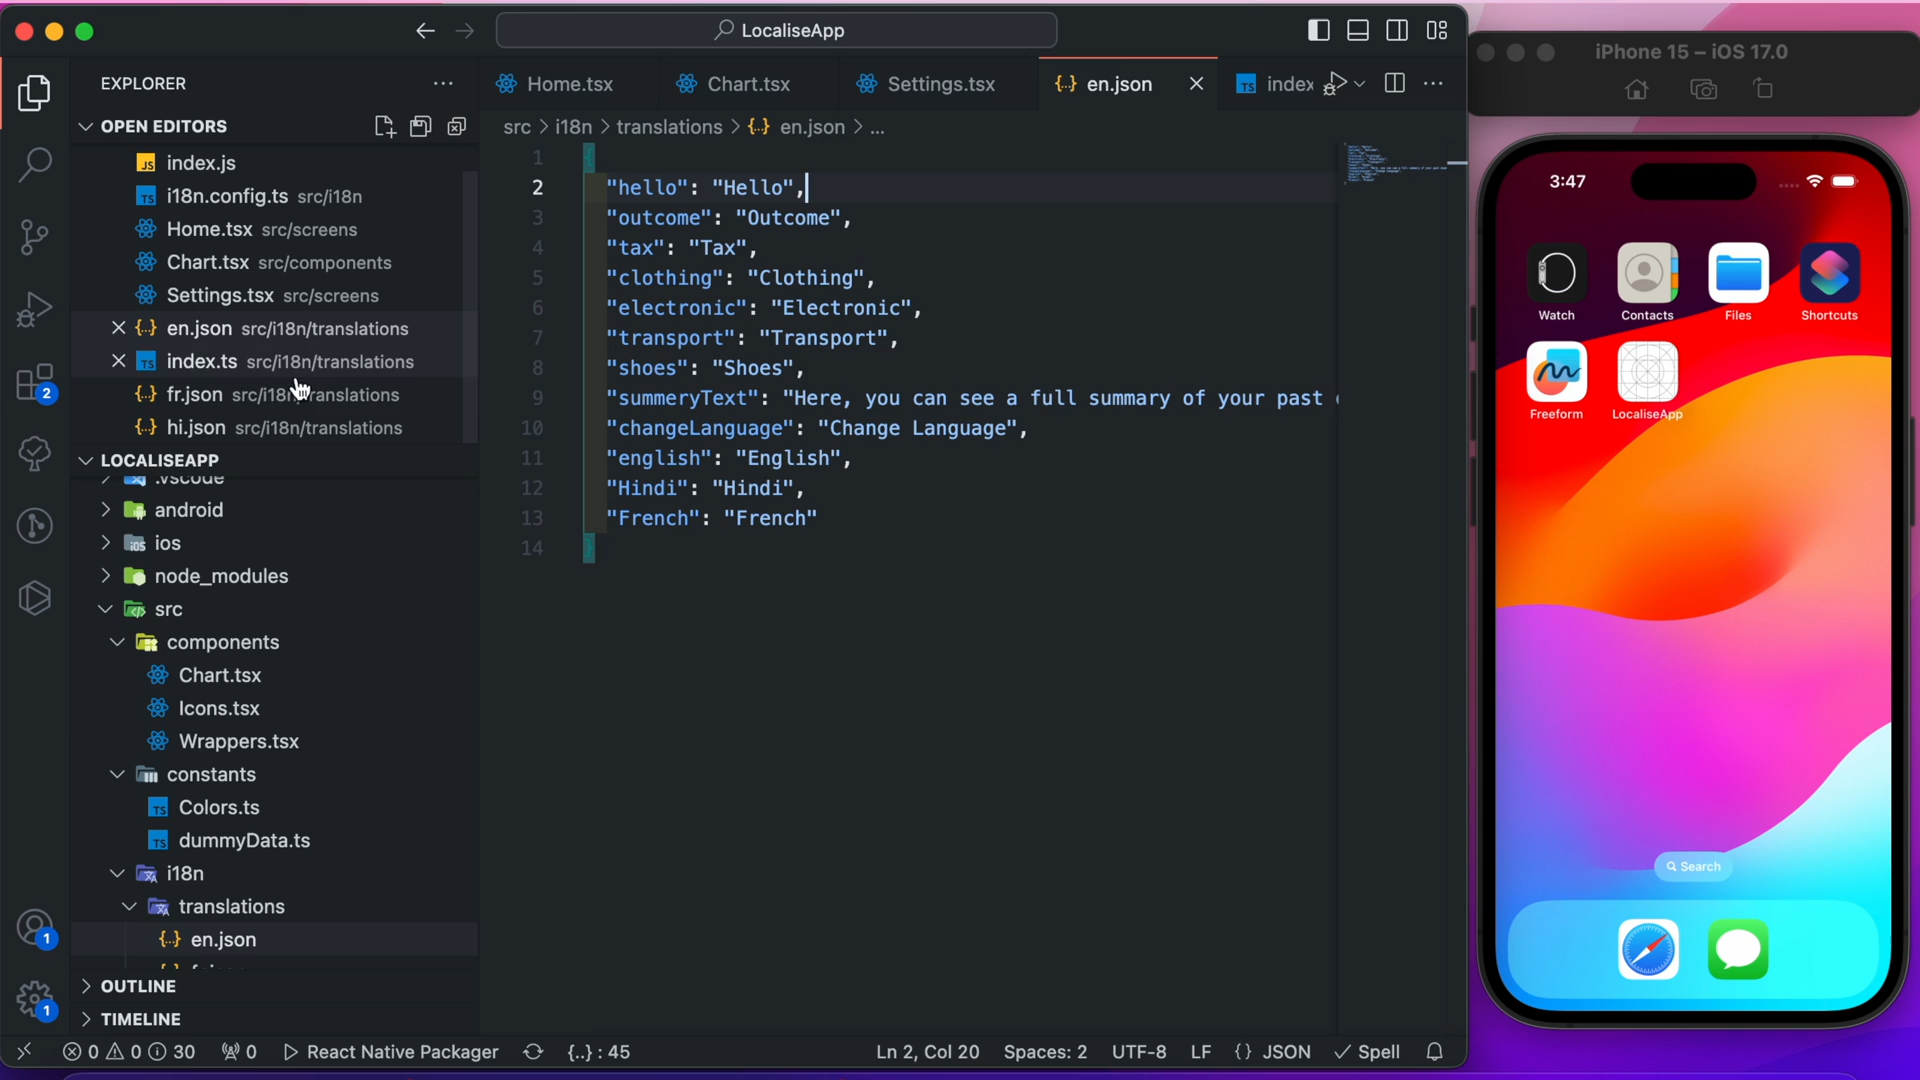 LocaliseApp
EXPLORER
OPEN EDITORS
index.js
i18n.config.ts src/i18n
Home.tsx src/screens
Chart.tsx src/components
Settings.tsx src/screens
en.json src/i18n/translations
index.ts src/i18n/translations
fr.json src/i18n/translations
hi.json src/i18n/translations
LOCALISEAPP
.vscode
android
ios
node_modules
src
components
Chart.tsx
Icons.tsx
Wrappers.tsx
constants
Colors.ts
dummyData.ts
i18n
translations
en.json
OUTLINE
TIMELINE
2
1
1
Home.tsx
Chart.tsx
Settings.tsx
en.json
index
src > i18n > translations > {..} en.json > ...
1 {
2 "hello": "Hello",
3 "outcome": "Outcome",
4 "tax": "Tax",
5 "clothing": "Clothing",
6 "electronic": "Electronic",
7 "transport": "Transport",
8 "shoes": "Shoes",
9 "summeryText": "Here, you can see a full summary of your past
10 "changeLanguage": "Change Language",
11 "english": "English",
12 "Hindi": "Hindi",
13 "French": "French"
14 }
0 0 30 0 React Native Packager {..} : 45 Ln 2, Col 20 Spaces: 2 UTF-8 LF {} JSON Spell
iPhone 15 – iOS 17.0
3:47
Watch Contacts Files Shortcuts
Freeform LocaliseApp
Search